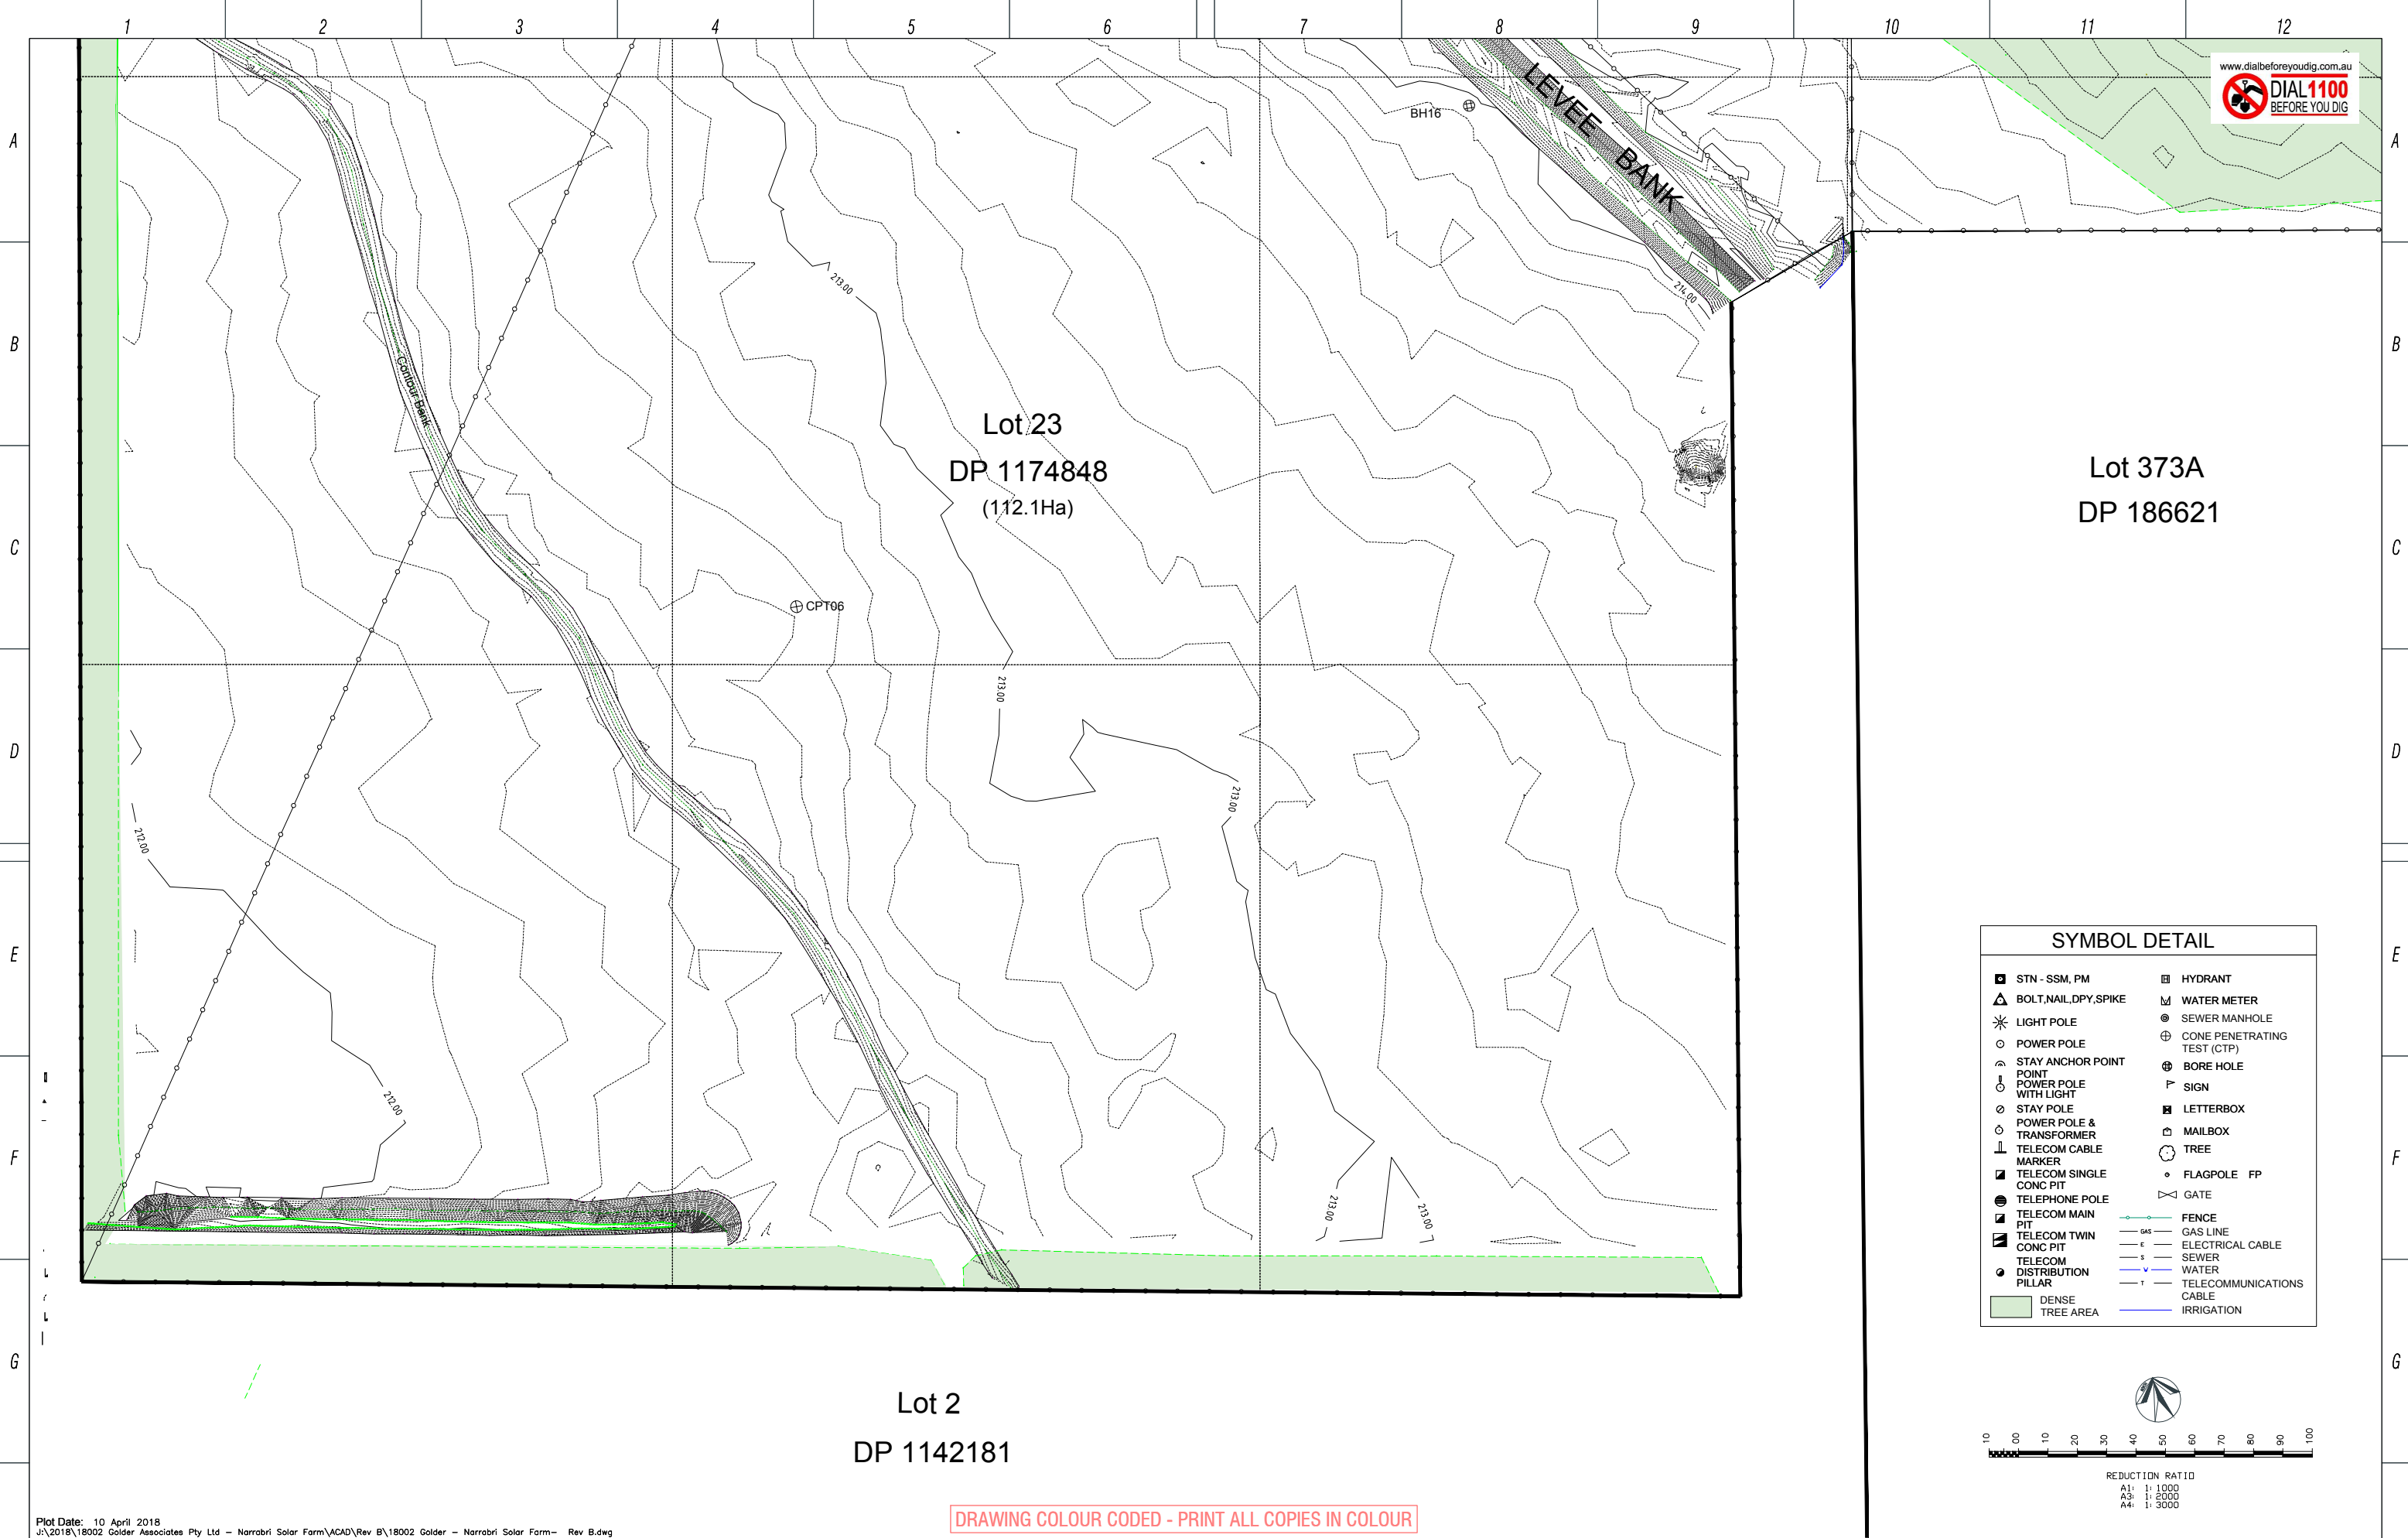 1 2 3 4 5 6 7 8 9 10 11 12
www.dialbeforeyoudig.com.au
DIAL1100
BEFORE YOU DIG
LEVEE BANK
BH16
A A
213.00
214.00
B B
Contour Bank
Lot 23
DP 1174848
(112.1Ha)
Lot 373A
DP 186621
C C
CPT06
213.00
D D
213.00
212.00
E E
212.00
F F
213.00
213.00
SYMBOL DETAIL
STN - SSM, PM
BOLT,NAIL,DPY,SPIKE
LIGHT POLE
POWER POLE
STAY ANCHOR POINT
POINT
POWER POLE
WITH LIGHT
STAY POLE
POWER POLE &
TRANSFORMER
TELECOM CABLE
MARKER
TELECOM SINGLE
CONC PIT
TELEPHONE POLE
TELECOM MAIN
PIT
TELECOM TWIN
CONC PIT
TELECOM
DISTRIBUTION
PILLAR
DENSE
TREE AREA
HYDRANT
WATER METER
SEWER MANHOLE
CONE PENETRATING
TEST (CTP)
BORE HOLE
SIGN
LETTERBOX
MAILBOX
TREE
FLAGPOLE FP
GATE
FENCE
GAS GAS LINE
E ELECTRICAL CABLE
S SEWER
W WATER
T TELECOMMUNICATIONS
CABLE
IRRIGATION
G G
Lot 2
DP 1142181
10 00 10 20 30 40 50 60 70 80 90 100
REDUCTION RATIO
A1: 1: 1000
A3: 1: 2000
A4: 1: 3000
DRAWING COLOUR CODED - PRINT ALL COPIES IN COLOUR
Plot Date: 10 April 2018
J:\2018\18002 Golder Associates Pty Ltd - Narrabri Solar Farm\ACAD\Rev B\18002 Golder - Narrabri Solar Farm- Rev B.dwg